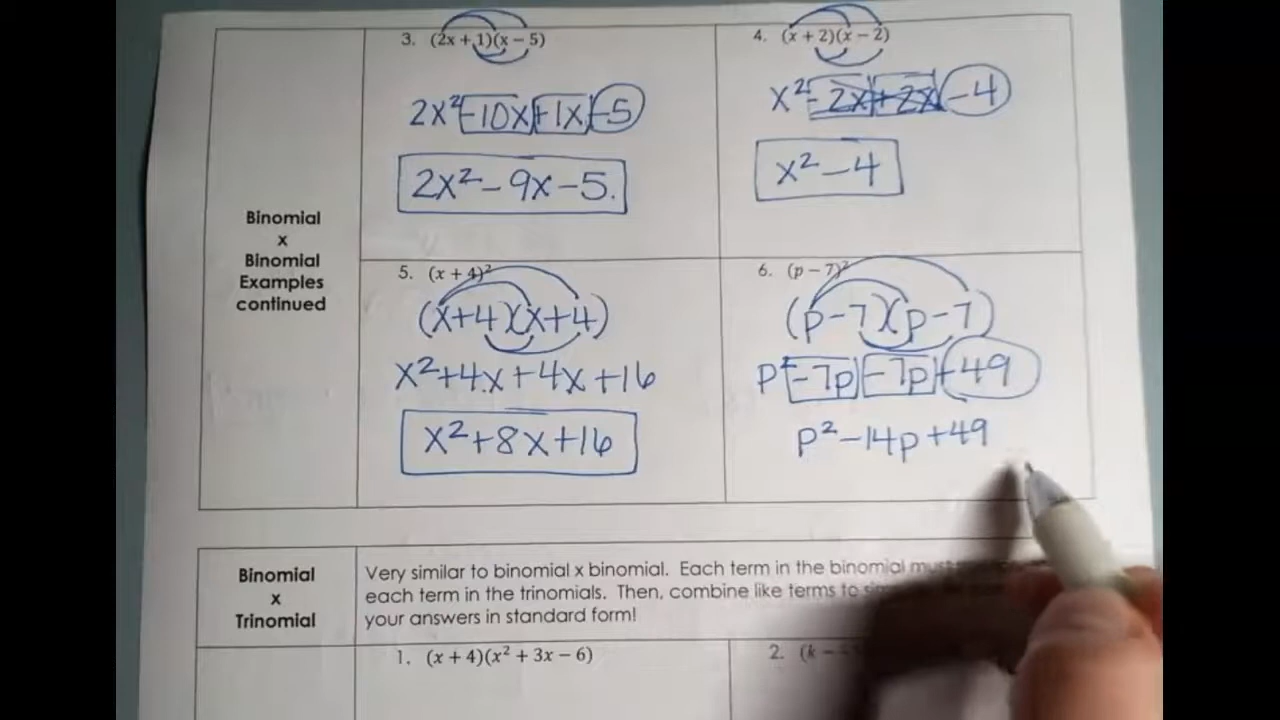 Binomial
x
Binomial
Examples
continued
3. (2x + 1)(x − 5)
2x²-10x+1x-5
2x²-9x-5.
4. (x + 2)(x − 2)
x²-2x+2x-4
x²-4
5. (x + 4)²
(x+4)(x+4)
x²+4x+4x+16
x²+8x+16
6. (p − 7)²
(p-7)(p-7)
p²-7p-7p+49
p²-14p+49
Binomial
x
Trinomial
Very similar to binomial x binomial. Each term in the binomial must
each term in the trinomials. Then, combine like terms to
your answers in standard form!
1. (x + 4)(x² + 3x − 6)
2. (k −